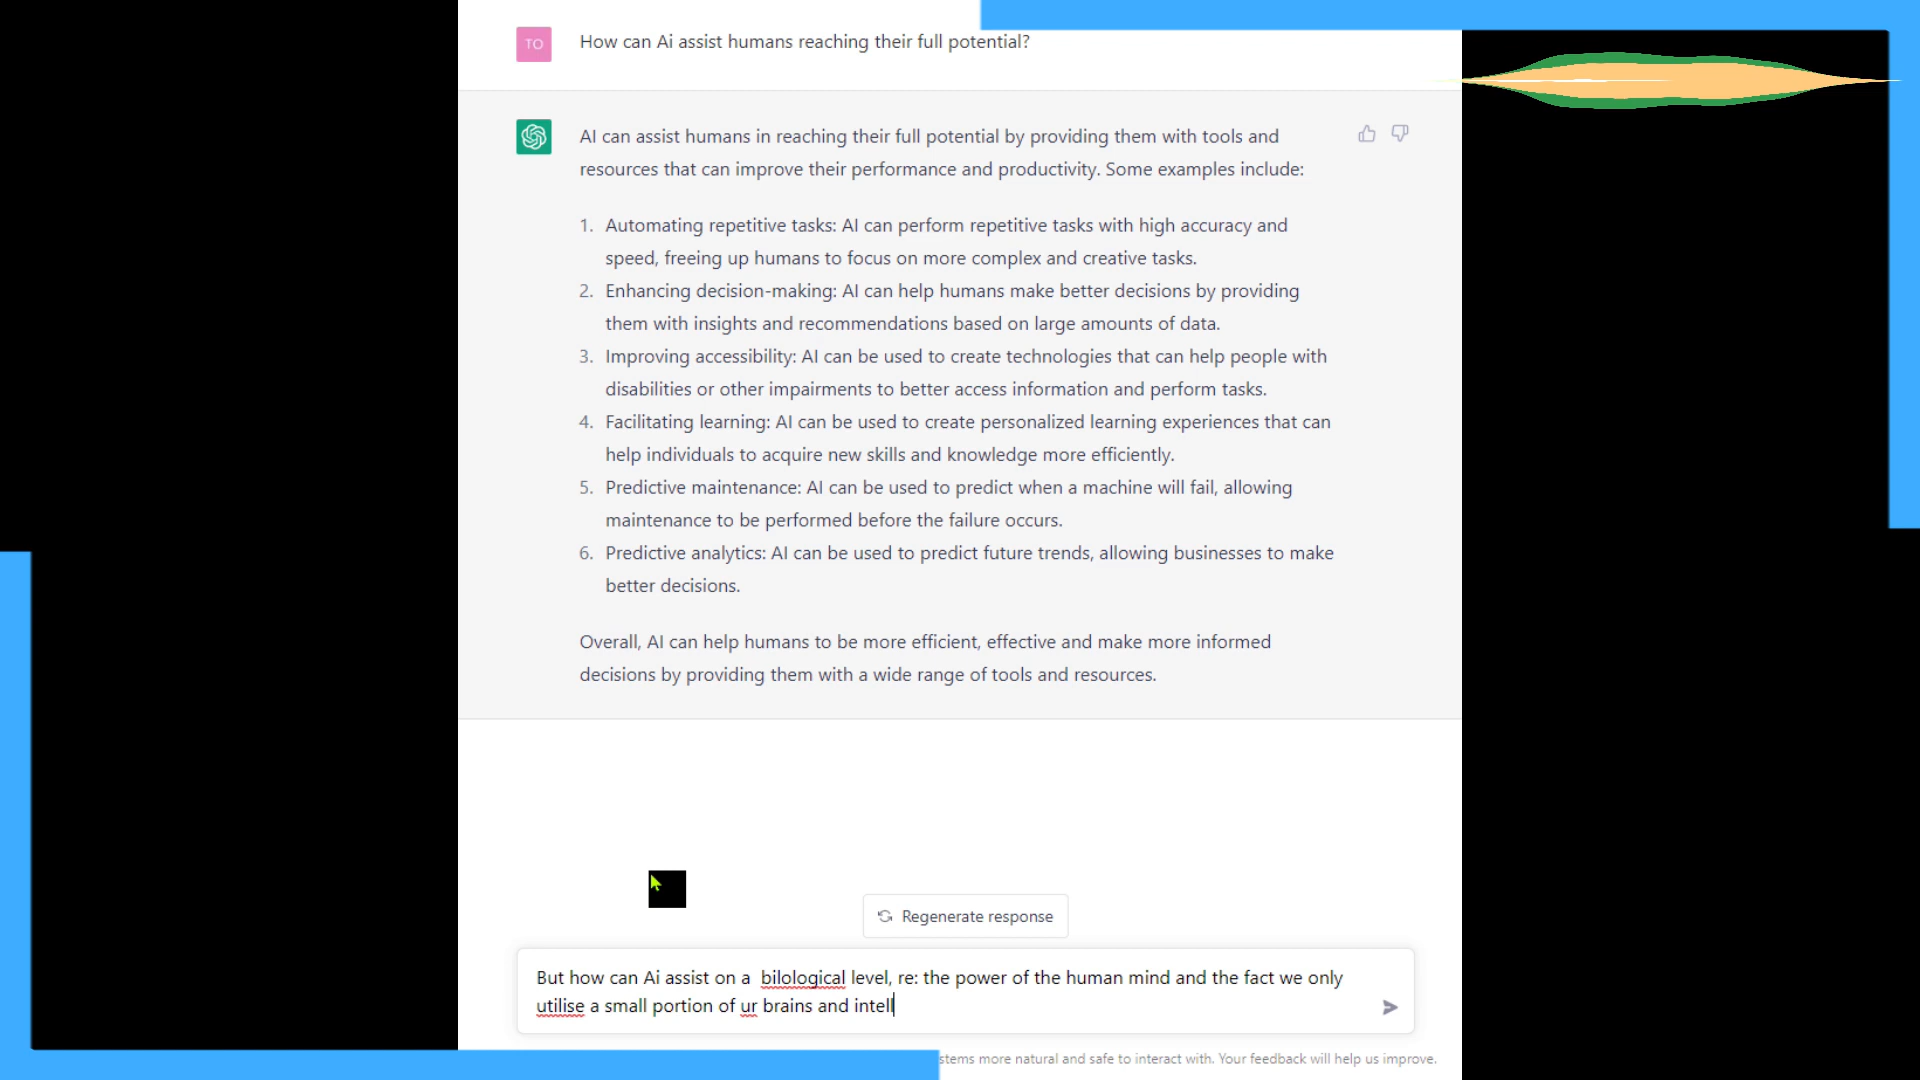 TO
How can Ai assist humans reaching their full potential?
AI can assist humans in reaching their full potential by providing them with tools and
resources that can improve their performance and productivity. Some examples include:
1. Automating repetitive tasks: AI can perform repetitive tasks with high accuracy and
speed, freeing up humans to focus on more complex and creative tasks.
2. Enhancing decision-making: AI can help humans make better decisions by providing
them with insights and recommendations based on large amounts of data.
3. Improving accessibility: AI can be used to create technologies that can help people with
disabilities or other impairments to better access information and perform tasks.
4. Facilitating learning: AI can be used to create personalized learning experiences that can
help individuals to acquire new skills and knowledge more efficiently.
5. Predictive maintenance: AI can be used to predict when a machine will fail, allowing
maintenance to be performed before the failure occurs.
6. Predictive analytics: AI can be used to predict future trends, allowing businesses to make
better decisions.
Overall, AI can help humans to be more efficient, effective and make more informed
decisions by providing them with a wide range of tools and resources.
Regenerate response
But how can Ai assist on a  bilological level, re: the power of the human mind and the fact we only
utilise a small portion of ur brains and intell
stems more natural and safe to interact with. Your feedback will help us improve.